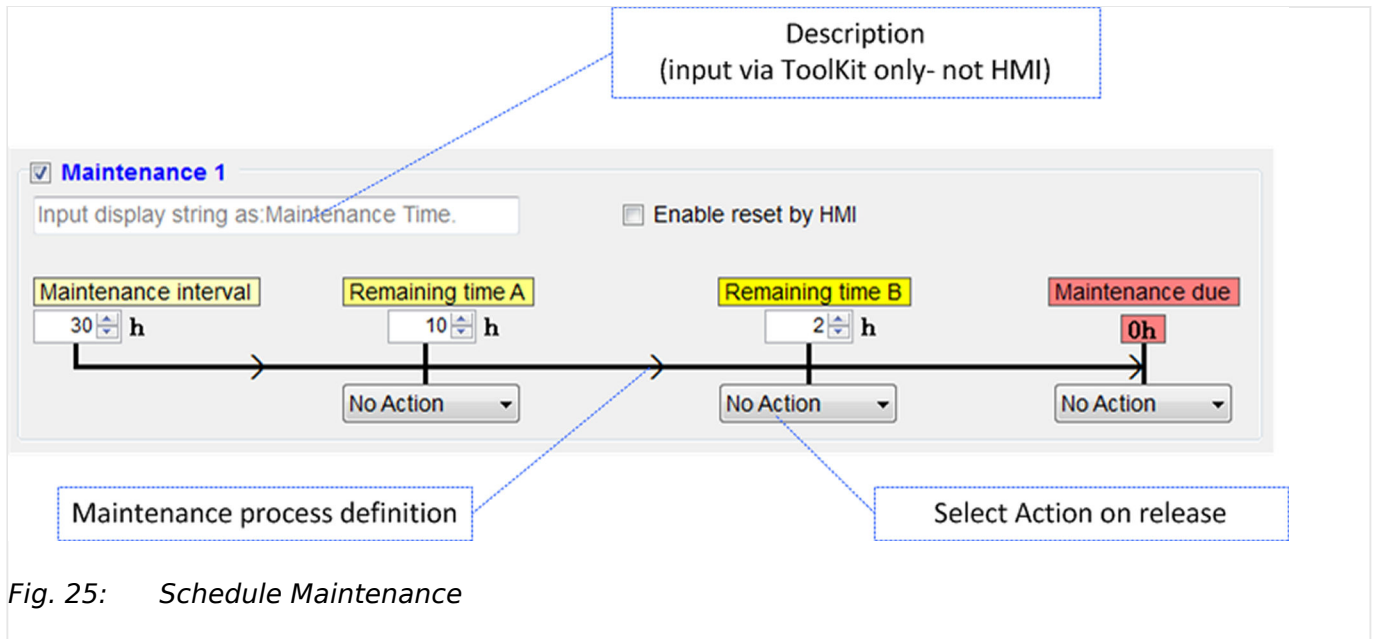 Description
(input via ToolKit only- not HMI)
Maintenance 1
Input display string as:Maintenance Time.
Enable reset by HMI
Maintenance interval
Remaining time A
Remaining time B
Maintenance due
30 h
10 h
2 h
0h
No Action
No Action
No Action
Maintenance process definition
Select Action on release
Fig. 25: Schedule Maintenance